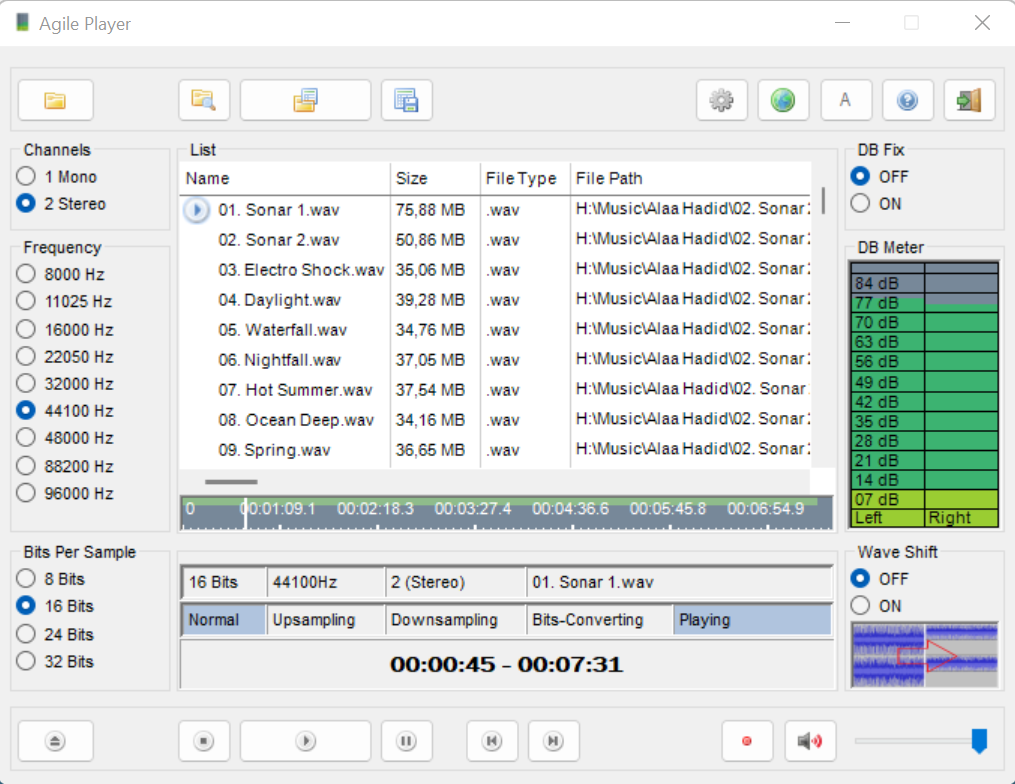 Agile Player
A
Channels
1 Mono
2 Stereo
Frequency
8000 Hz
11025 Hz
16000 Hz
22050 Hz
32000 Hz
44100 Hz
48000 Hz
88200 Hz
96000 Hz
Bits Per Sample
8 Bits
16 Bits
24 Bits
32 Bits
List
Name Size File Type File Path
01. Sonar 1.wav 75,88 MB .wav H:\Music\Alaa Hadid\02. Sonar
02. Sonar 2.wav 50,86 MB .wav H:\Music\Alaa Hadid\02. Sonar
03. Electro Shock.wav 35,06 MB .wav H:\Music\Alaa Hadid\02. Sonar
04. Daylight.wav 39,28 MB .wav H:\Music\Alaa Hadid\02. Sonar
05. Waterfall.wav 34,76 MB .wav H:\Music\Alaa Hadid\02. Sonar
06. Nightfall.wav 37,05 MB .wav H:\Music\Alaa Hadid\02. Sonar
07. Hot Summer.wav 37,54 MB .wav H:\Music\Alaa Hadid\02. Sonar
08. Ocean Deep.wav 34,16 MB .wav H:\Music\Alaa Hadid\02. Sonar
09. Spring.wav 36,65 MB .wav H:\Music\Alaa Hadid\02. Sonar
0 00:01:09.1 00:02:18.3 00:03:27.4 00:04:36.6 00:05:45.8 00:06:54.9
16 Bits 44100Hz 2 (Stereo) 01. Sonar 1.wav
Normal Upsampling Downsampling Bits-Converting Playing
00:00:45 - 00:07:31
DB Fix
OFF
ON
DB Meter
84 dB
77 dB
70 dB
63 dB
56 dB
49 dB
42 dB
35 dB
28 dB
21 dB
14 dB
07 dB
Left Right
Wave Shift
OFF
ON